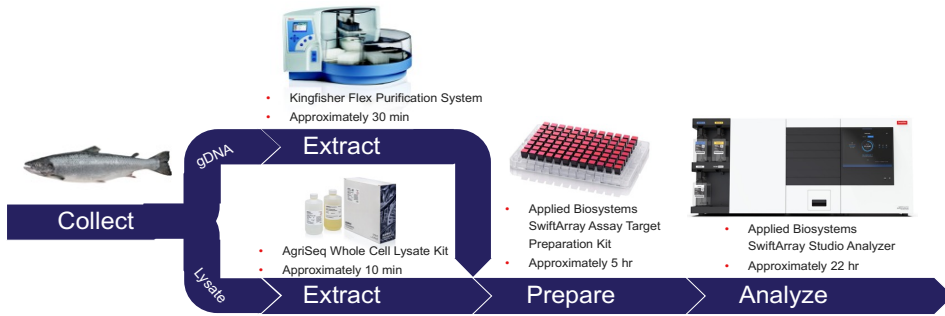 • Kingfisher Flex Purification System
• Approximately 30 min
gDNA
Extract
Collect
• AgriSeq Whole Cell Lysate Kit
• Approximately 10 min
Lysate
Extract
• Applied Biosystems
SwiftArray Assay Target
Preparation Kit
• Approximately 5 hr
Prepare
• Applied Biosystems
SwiftArray Studio Analyzer
• Approximately 22 hr
Analyze